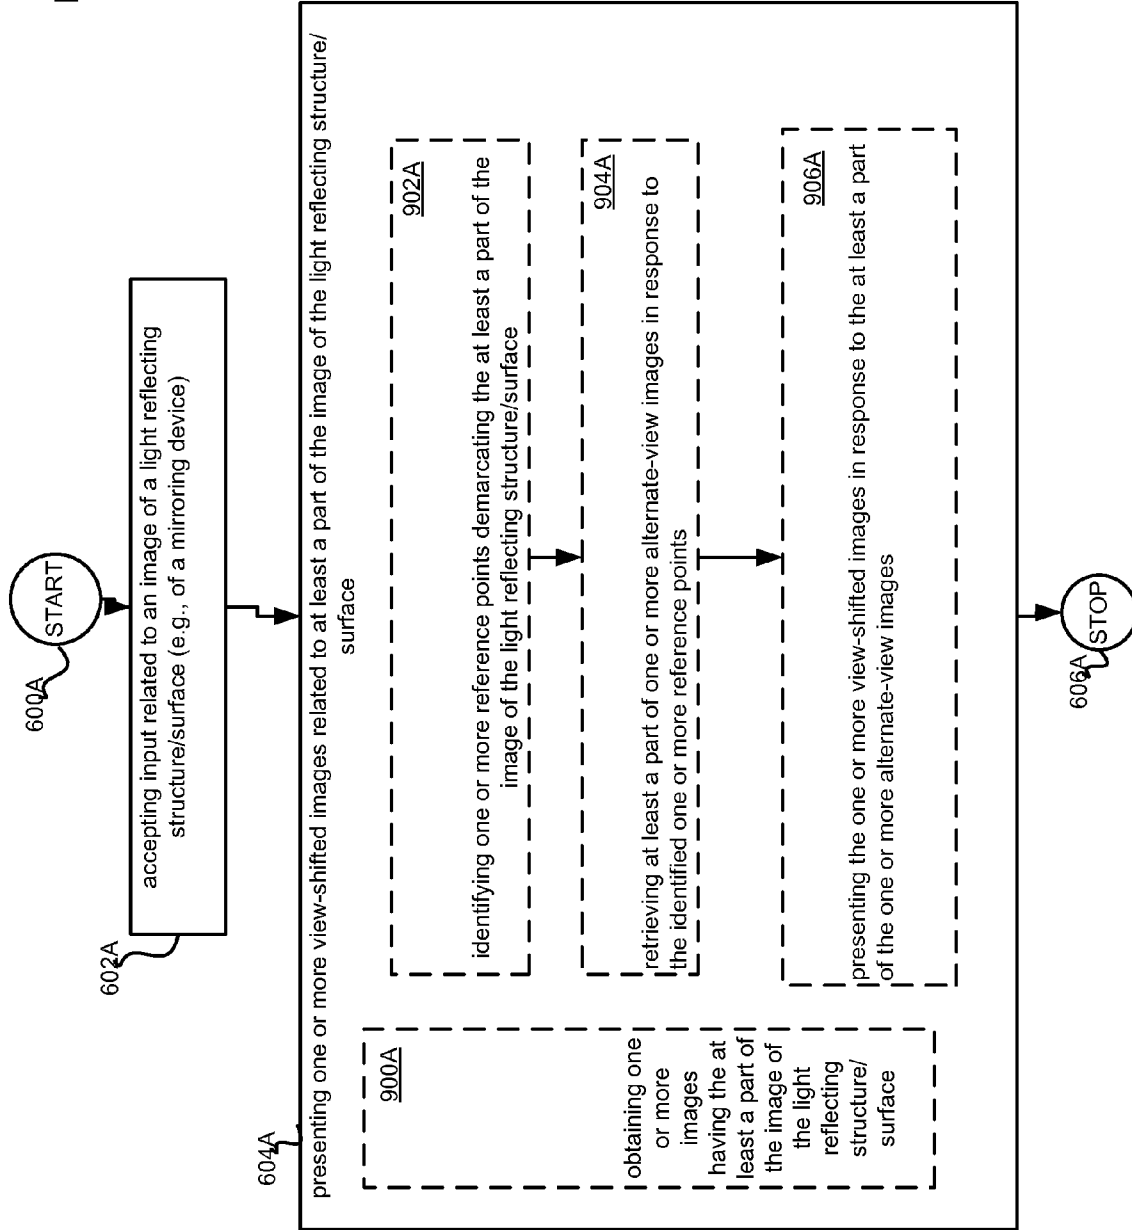 START
600A
accepting input related to an image of a light reflecting
structure/surface (e.g., of a mirroring device)
602A
presenting one or more view-shifted images related to at least a part of the image of the light reflecting structure/
surface
604A
900A
obtaining one
or more
images
having the at
least a part of
the image of
the light
reflecting
structure/
surface
902A
identifying one or more reference points demarcating the at least a part of the
image of the light reflecting structure/surface
904A
retrieving at least a part of one or more alternate-view images in response to
the identified one or more reference points
906A
presenting the one or more view-shifted images in response to the at least a part
of the one or more alternate-view images
STOP
606A